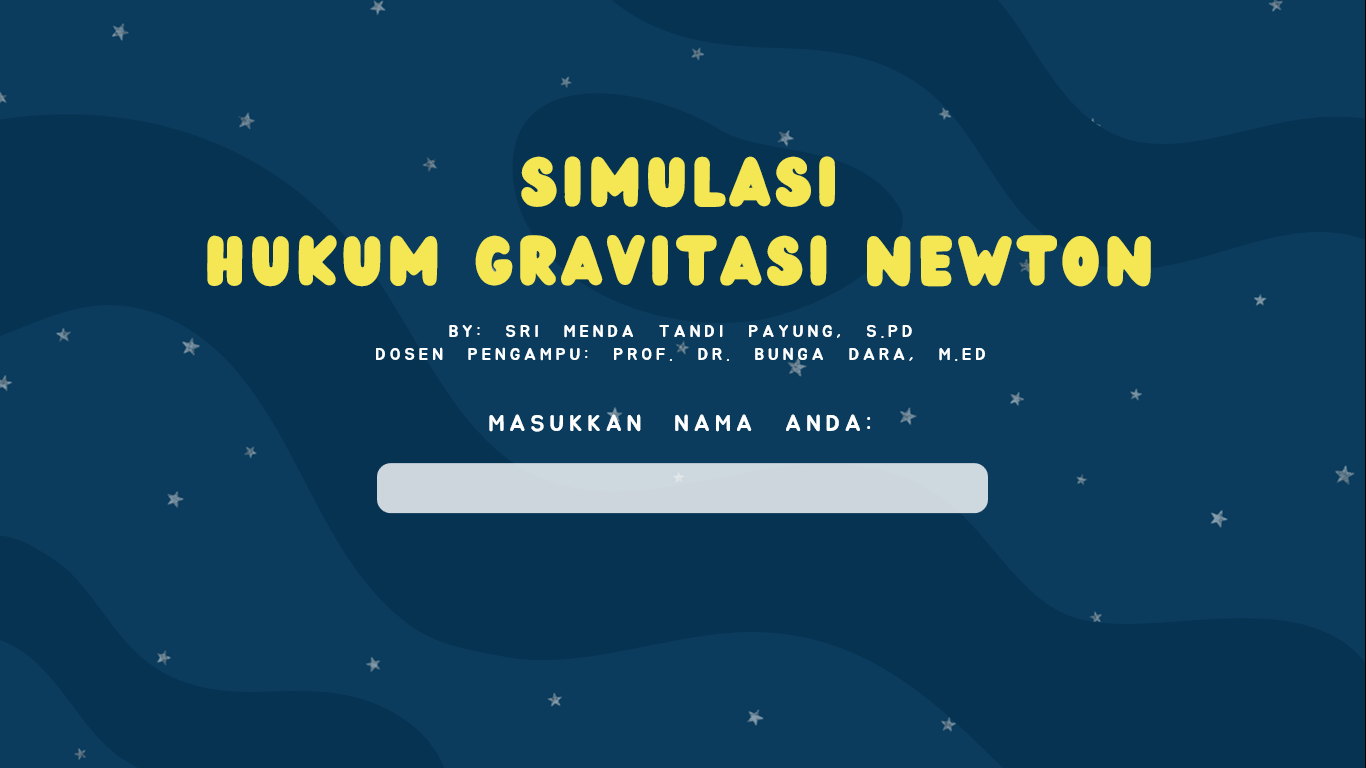 SIMULASI
HUKUM GRAVITASI NEWTON
BY: SRI MENDA TANDI PAYUNG, S.PD
DOSEN PENGAMPU: PROF. DR. BUNGA DARA, M.ED
MASUKKAN NAMA ANDA: